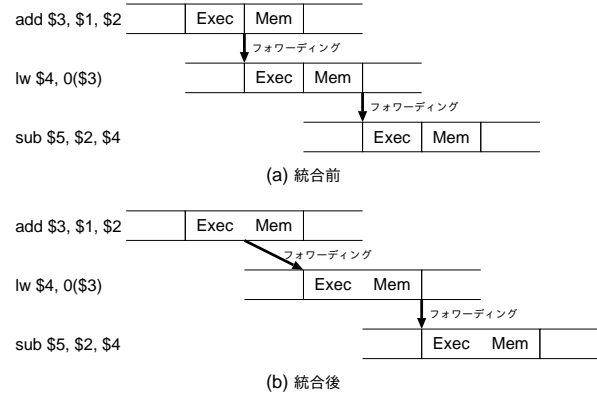 add $3, $1, $2 Exec Mem
フォワーディング
lw $4, 0($3) Exec Mem
フォワーディング
sub $5, $2, $4 Exec Mem
(a) 統合前
add $3, $1, $2 Exec Mem
フォワーディング
lw $4, 0($3) Exec Mem
フォワーディング
sub $5, $2, $4 Exec Mem
(b) 統合後